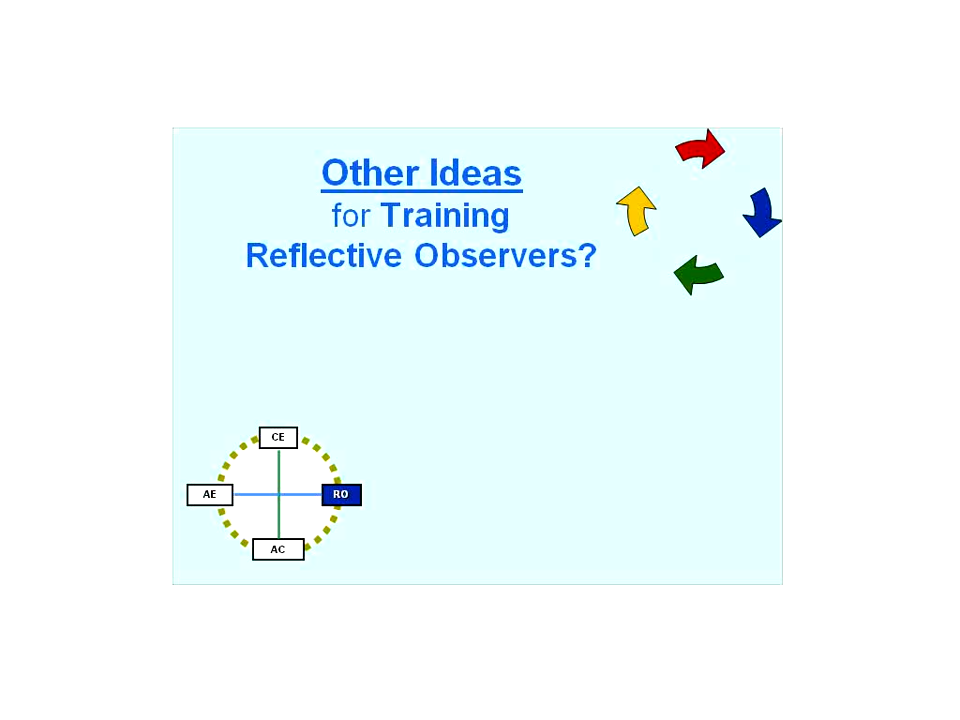 Other Ideas
for Training
Reflective Observers?
CE
AE
RO
AC